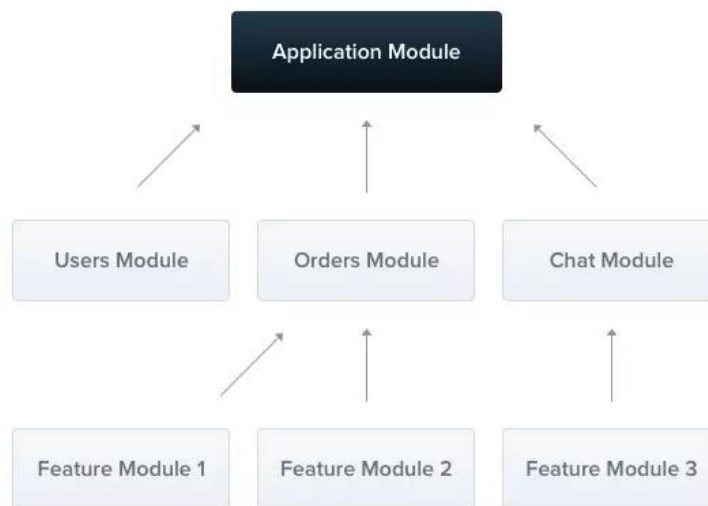 Application Module
Users Module
Orders Module
Chat Module
Feature Module 1
Feature Module 2
Feature Module 3